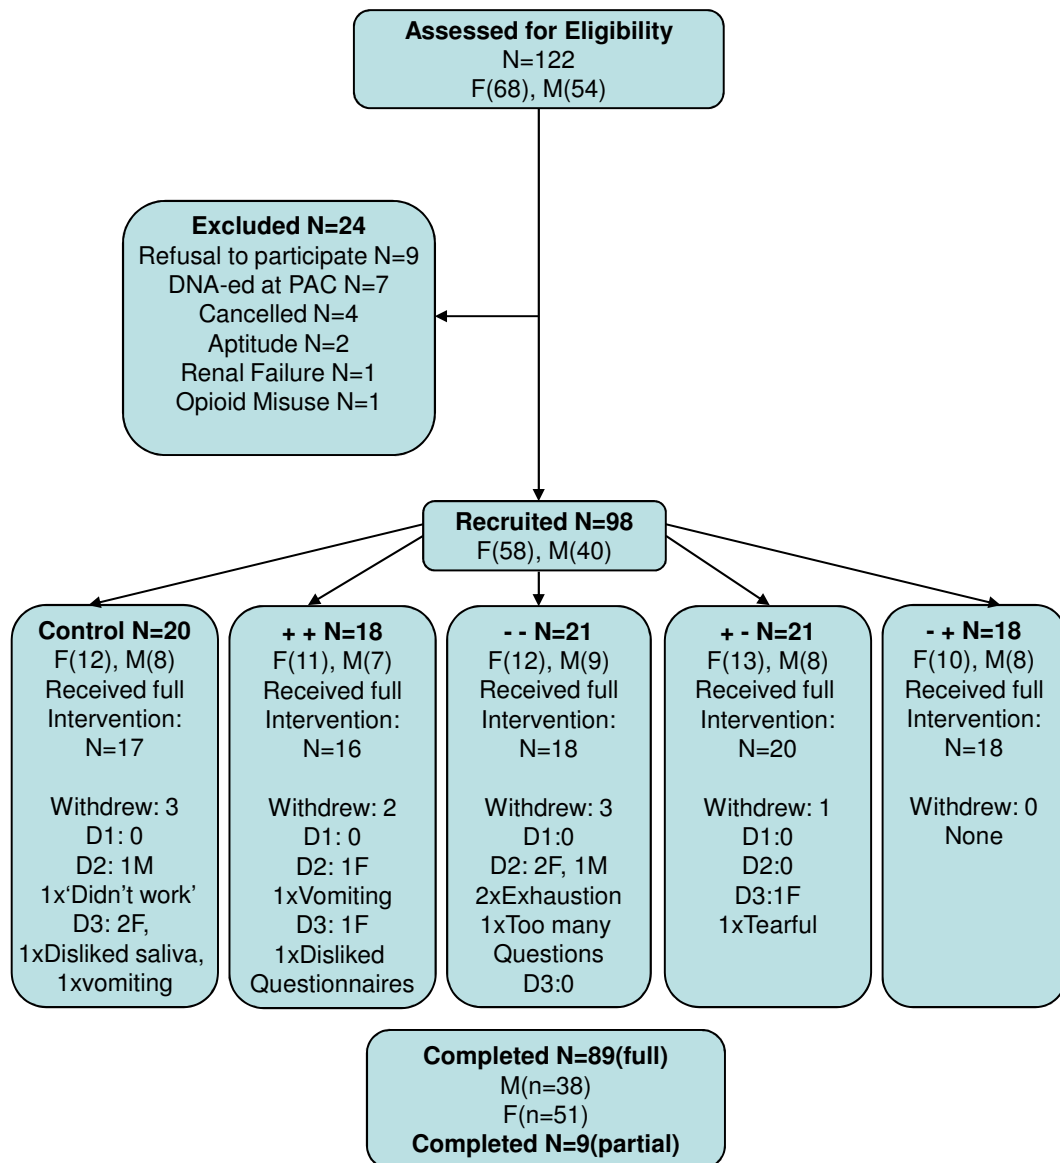 Assessed for Eligibility
N=122
F(68), M(54)
Excluded N=24
Refusal to participate N=9
DNA-ed at PAC N=7
Cancelled N=4
Aptitude N=2
Renal Failure N=1
Opioid Misuse N=1
Recruited N=98
F(58), M(40)
Control N=20
F(12), M(8)
Received full
Intervention:
N=17
Withdrew: 3
D1: 0
D2: 1M
1x‘Didn’t work’
D3: 2F,
1xDisliked saliva,
1xvomiting
+ + N=18
F(11), M(7)
Received full
Intervention:
N=16
Withdrew: 2
D1: 0
D2: 1F
1xVomiting
D3: 1F
1xDisliked
Questionnaires
- - N=21
F(12), M(9)
Received full
Intervention:
N=18
Withdrew: 3
D1:0
D2: 2F, 1M
2xExhaustion
1xToo many
Questions
D3:0
+ - N=21
F(13), M(8)
Received full
Intervention:
N=20
Withdrew: 1
D1:0
D2:0
D3:1F
1xTearful
- + N=18
F(10), M(8)
Received full
Intervention:
N=18
Withdrew: 0
None
Completed N=89(full)
M(n=38)
F(n=51)
Completed N=9(partial)